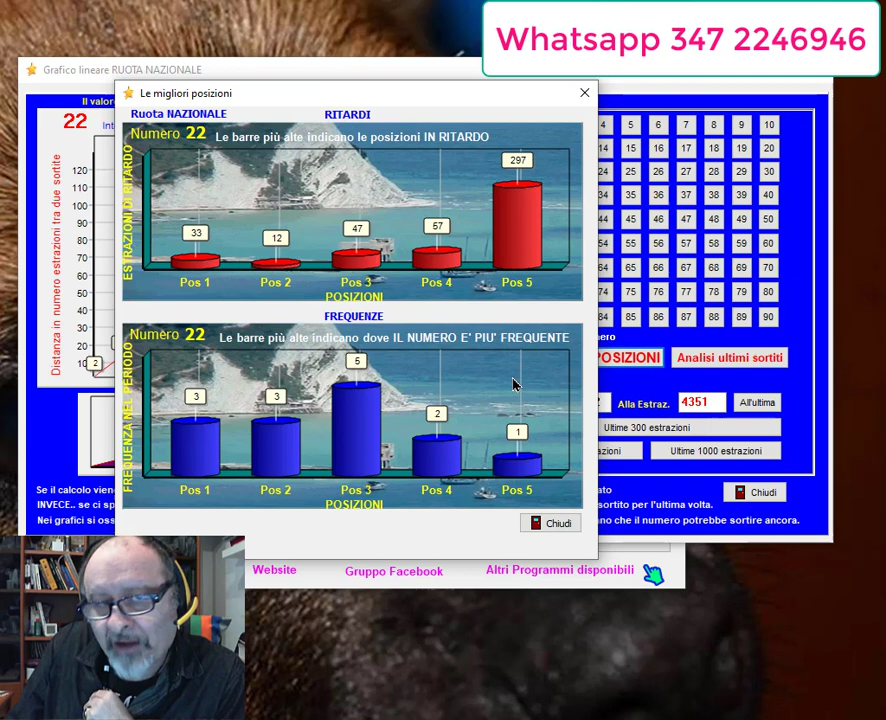 Whatsapp 347 2246946
Grafico lineare RUOTA NAZIONALE
Le migliori posizioni
Il valor
22
Int
Distanza in numero estrazioni tra due sortite
120
110
100
90
80
70
60
50
40
30
20
10
2
Ruota NAZIONALE
RITARDI
Numero 22
Le barre più alte indicano le posizioni IN RITARDO
ESTRAZIONI DI RITARDO
33
12
47
57
297
Pos 1 Pos 2 Pos 3 Pos 4 Pos 5
POSIZIONI
FREQUENZE
Numero 22
Le barre più alte indicano dove IL NUMERO E' PIU' FREQUENTE
FREQUENZA NEL PERIODO
3
3
5
2
1
Pos 1 Pos 2 Pos 3 Pos 4 Pos 5
POSIZIONI
Chiudi
4 5 6 7 8 9 10
14 15 16 17 18 19 20
24 25 26 27 28 29 30
34 35 36 37 38 39 40
44 45 46 47 48 49 50
54 55 56 57 58 59 60
64 65 66 67 68 69 70
74 75 76 77 78 79 80
84 85 86 87 88 89 90
nero
POSIZIONI
Analisi ultimi sortiti
2
Alla Estraz.
4351
All'ultima
Ultime 300 estrazioni
azioni
Ultime 1000 estrazioni
Chiudi
Se il calcolo vien
ato
INVECE.. se ci sp
sortito per l'ultima volta.
Nei grafici si oss
no che il numero potrebbe sortire ancora.
Website
Gruppo Facebook
Altri Programmi disponibili